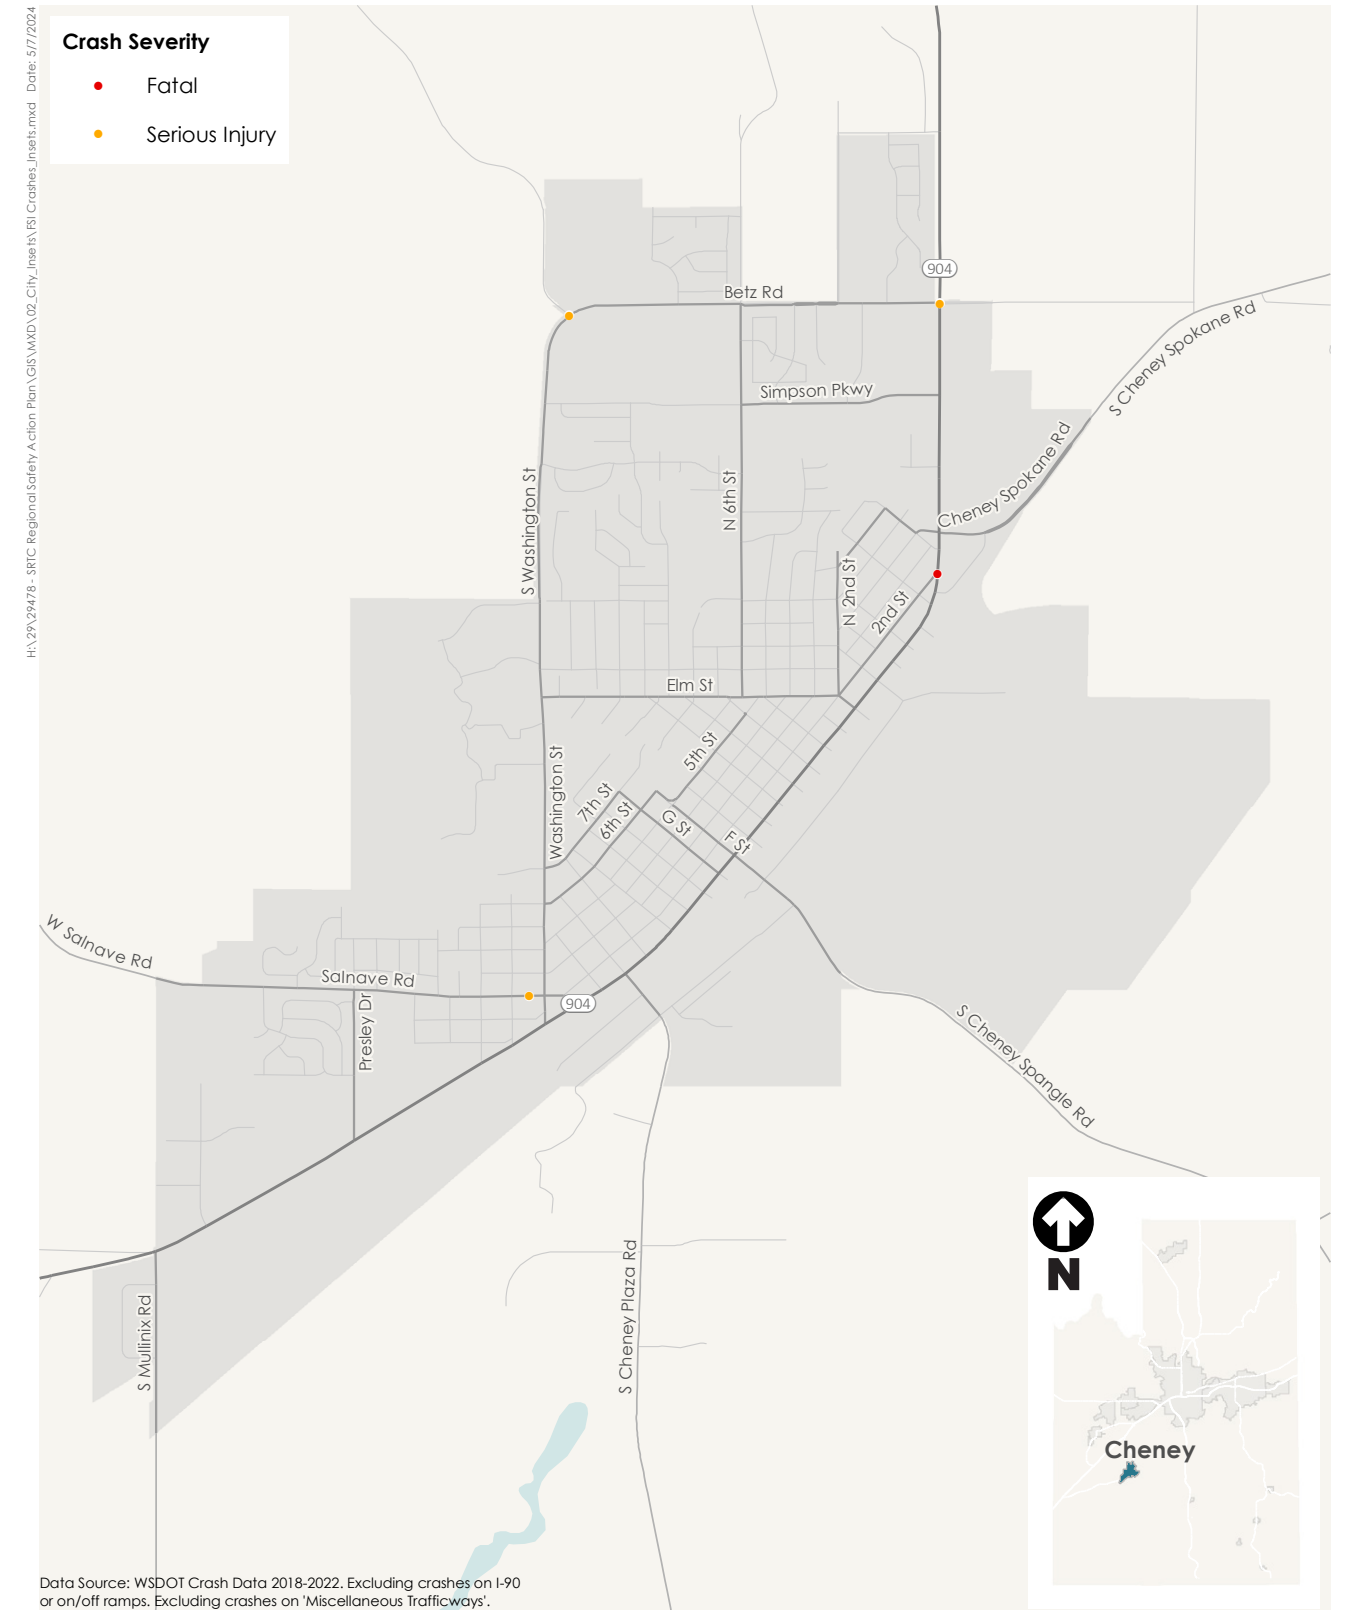 H:\29\29478 - SRTC Regional Safety Action Plan\GIS\MXD\02_City_Insets\FSI Crashes_Insets.mxd Date: 5/7/2024
Crash Severity
Fatal
Serious Injury
904
Betz Rd
S Cheney Spokane Rd
Simpson Pkwy
Cheney Spokane Rd
S Washington St
N 6th St
N 2nd St
2nd St
Elm St
5th St
Washington St
7th St
6th St
G St
F St
W Salnave Rd
Salnave Rd
Presley Dr
904
S Cheney Spangle Rd
S Mullinix Rd
S Cheney Plaza Rd
N
Cheney
Data Source: WSDOT Crash Data 2018-2022. Excluding crashes on I-90
or on/off ramps. Excluding crashes on 'Miscellaneous Trafficways'.